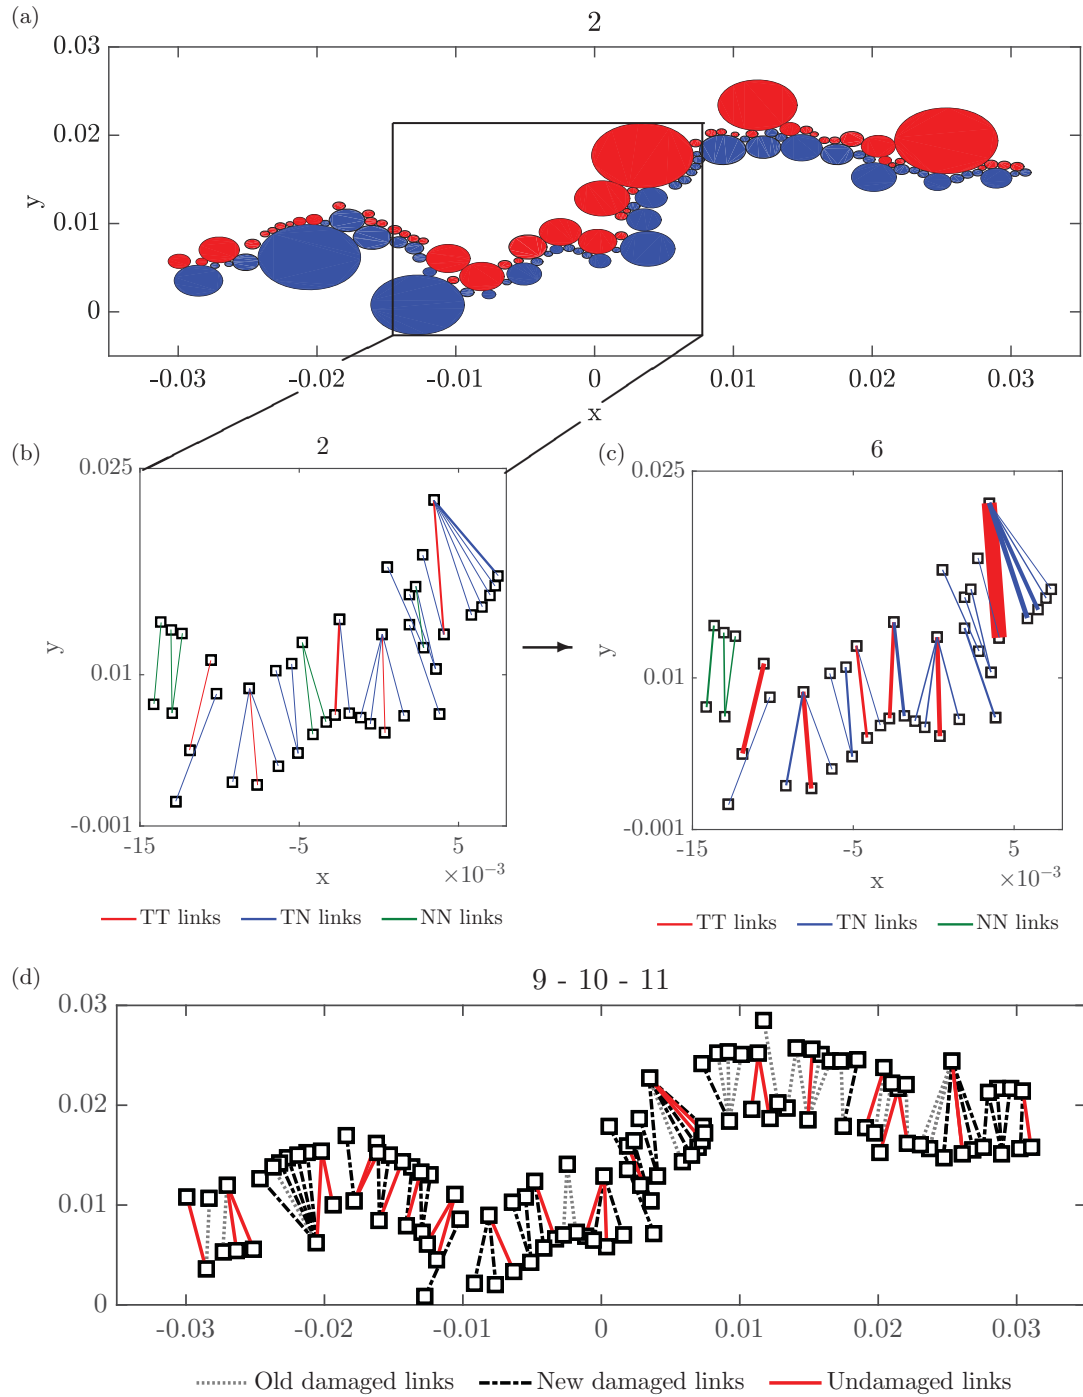 (a)
2
0.03
0.02
0.01
0
y
-0.03 -0.02 -0.01 0 0.01 0.02 0.03
x
(b)
2
0.025
0.01
-0.001
y
-15 -5 5
×10⁻³
x
TT links TN links NN links
(c)
6
0.025
0.01
-0.001
y
-15 -5 5
×10⁻³
x
TT links TN links NN links
(d)
9 - 10 - 11
0.03
0.02
0.01
0
-0.03 -0.02 -0.01 0 0.01 0.02 0.03
Old damaged links New damaged links Undamaged links